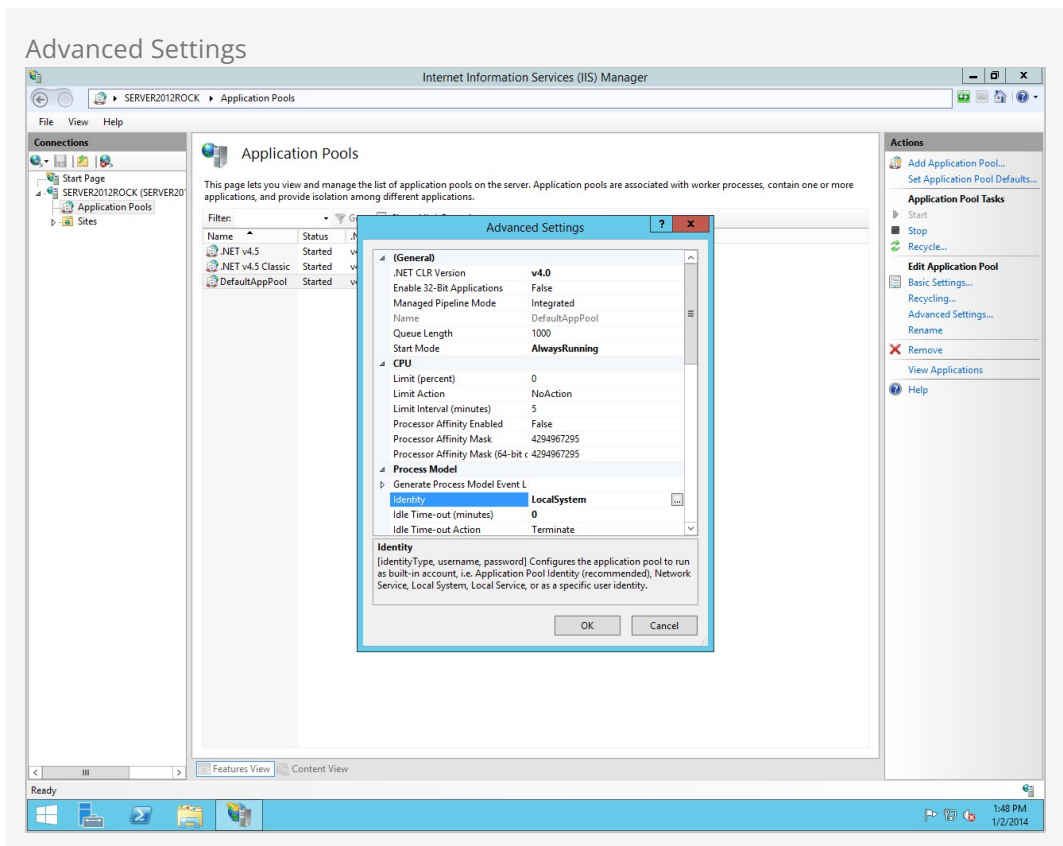 Advanced Settings
Internet Information Services (IIS) Manager
SERVER2012ROCK Application Pools
File View Help
Connections
Start Page
SERVER2012ROCK (SERVER20
Application Pools
Sites
Application Pools
This page lets you view and manage the list of application pools on the server. Application pools are associated with worker processes, contain one or more
applications, and provide isolation among different applications.
Filter:
Name Status
.NET v4.5 Started
.NET v4.5 Classic Started
DefaultAppPool Started
Advanced Settings
? x
(General)
.NET CLR Version v4.0
Enable 32-Bit Applications False
Managed Pipeline Mode Integrated
Name DefaultAppPool
Queue Length 1000
Start Mode AlwaysRunning
CPU
Limit (percent) 0
Limit Action NoAction
Limit Interval (minutes) 5
Processor Affinity Enabled False
Processor Affinity Mask 4294967295
Processor Affinity Mask (64-bit c 4294967295
Process Model
Generate Process Model Event L
Identity LocalSystem ...
Idle Time-out (minutes) 0
Idle Time-out Action Terminate
Identity
[identityType, username, password] Configures the application pool to run
as built-in account, i.e. Application Pool Identity (recommended), Network
Service, Local System, Local Service, or as a specific user identity.
OK Cancel
Actions
Add Application Pool...
Set Application Pool Defaults...
Application Pool Tasks
Start
Stop
Recycle...
Edit Application Pool
Basic Settings...
Recycling...
Advanced Settings...
Rename
Remove
View Applications
Help
Features View Content View
Ready
1:48 PM
1/2/2014